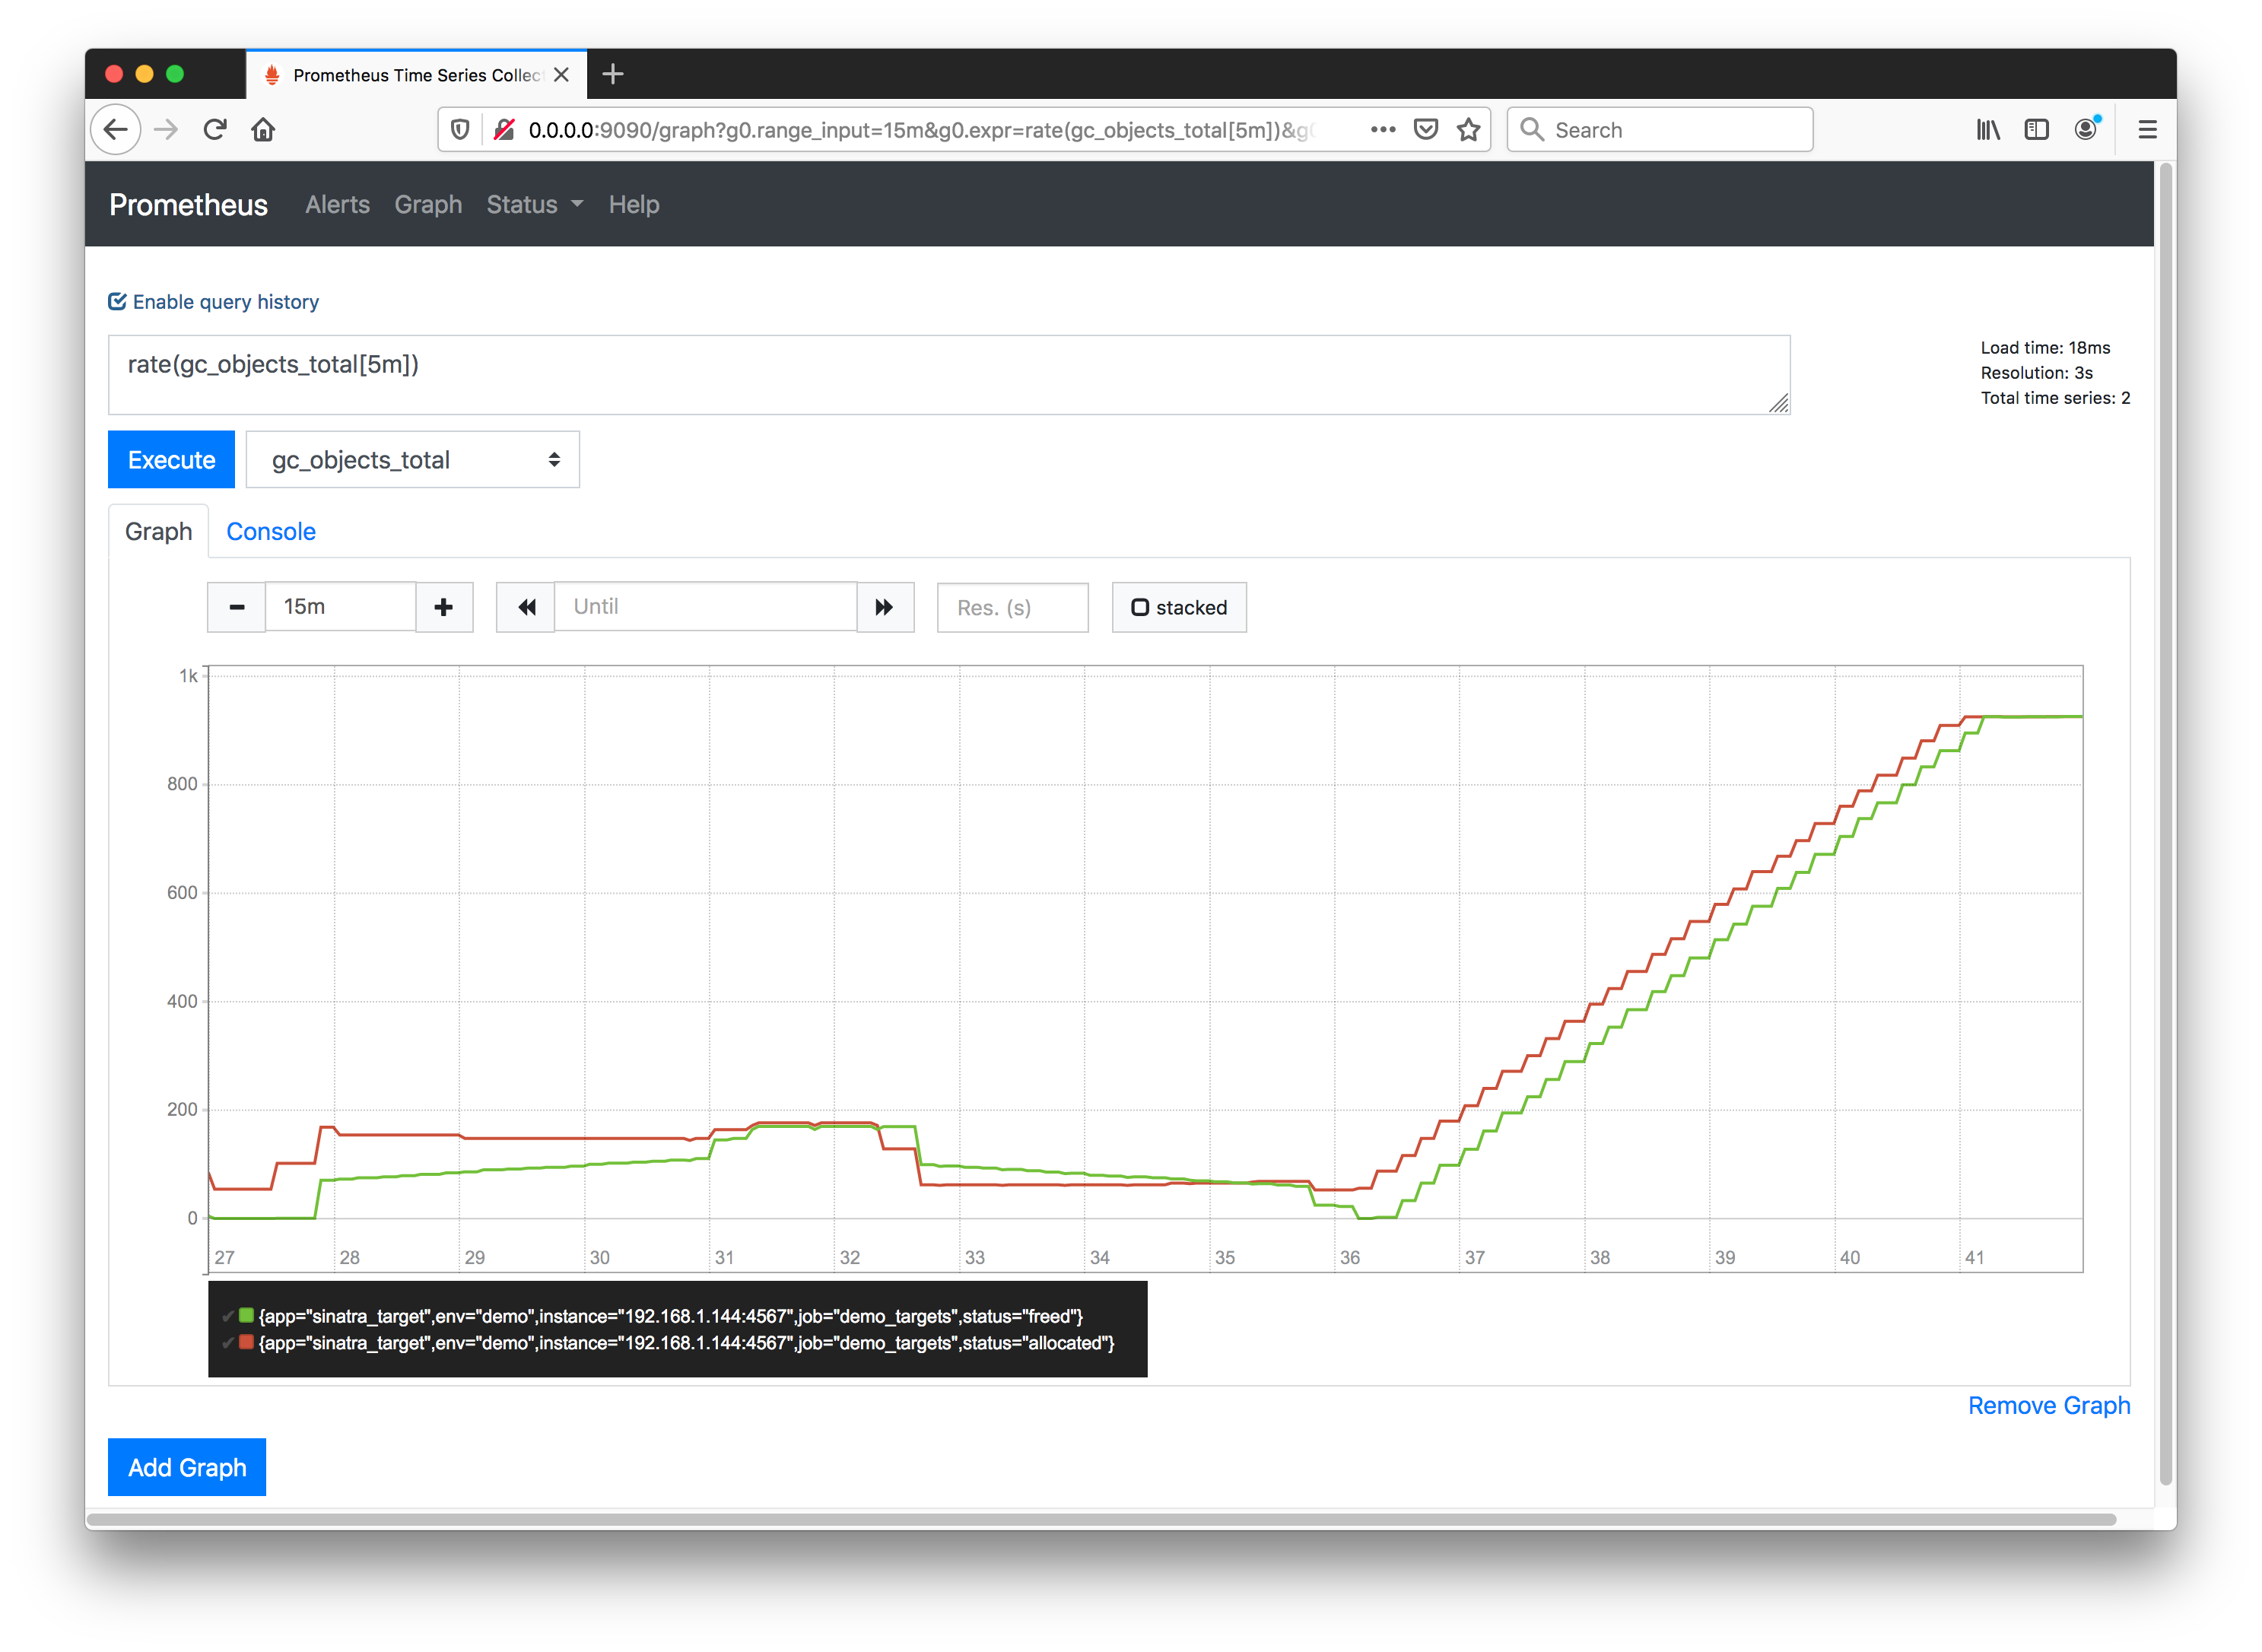 Prometheus Time Series Collec
0.0.0.0:9090/graph?g0.range_input=15m&g0.expr=rate(gc_objects_total[5m])&g0
Search
Prometheus Alerts Graph Status Help
Enable query history
rate(gc_objects_total[5m])
Load time: 18ms
Resolution: 3s
Total time series: 2
Execute gc_objects_total
Graph Console
15m Until Res. (s) stacked
1k
800
600
400
200
0
27 28 29 30 31 32 33 34 35 36 37 38 39 40 41
{app="sinatra_target",env="demo",instance="192.168.1.144:4567",job="demo_targets",status="freed"}
{app="sinatra_target",env="demo",instance="192.168.1.144:4567",job="demo_targets",status="allocated"}
Remove Graph
Add Graph